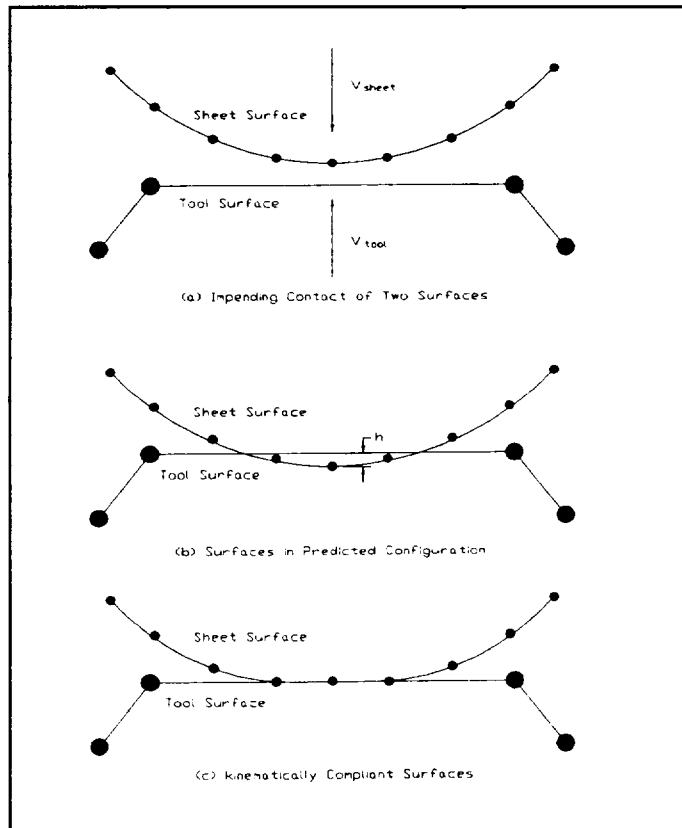 V sheet
Sheet Surface
Tool Surface
V tool
(a) Impending Contact of Two Surfaces
Sheet Surface
h
Tool Surface
(b) Surfaces in Predicted Configuration
Sheet Surface
Tool Surface
(c) kinematically Compliant Surfaces